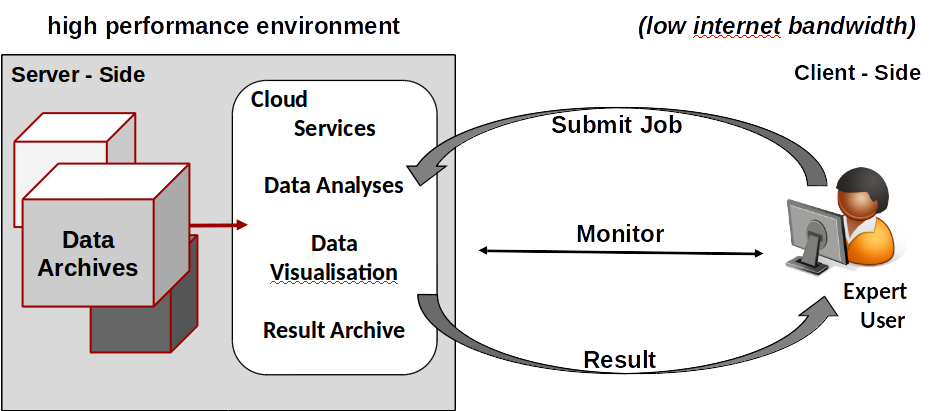 high performance environment
(low internet bandwidth)
Server - Side
Client - Side
Cloud
Services
Submit Job
Data Analyses
Data
Archives
Data
Visualisation
Monitor
Expert
User
Result Archive
Result